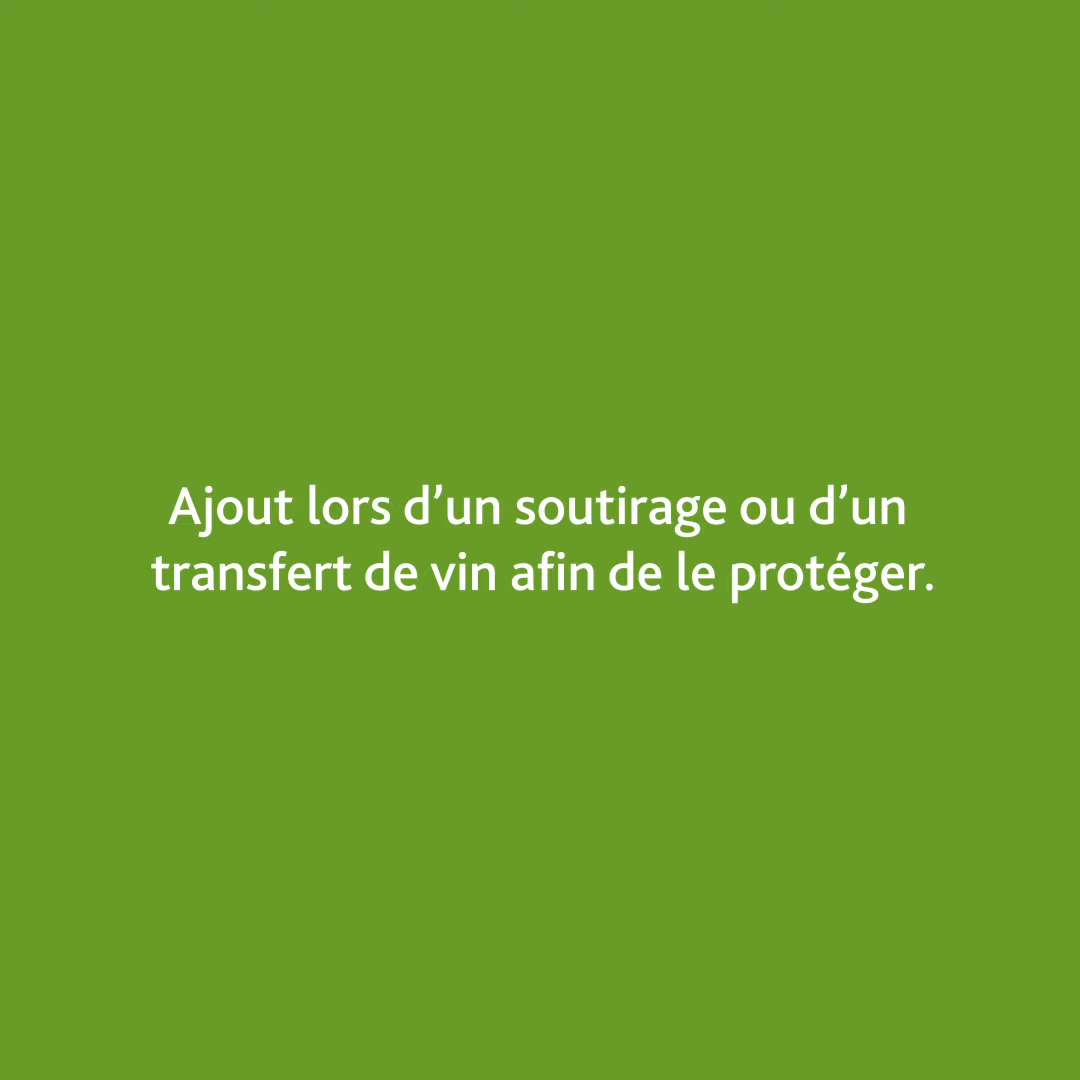 Ajout lors d’un soutirage ou d’un
transfert de vin afin de le protéger.